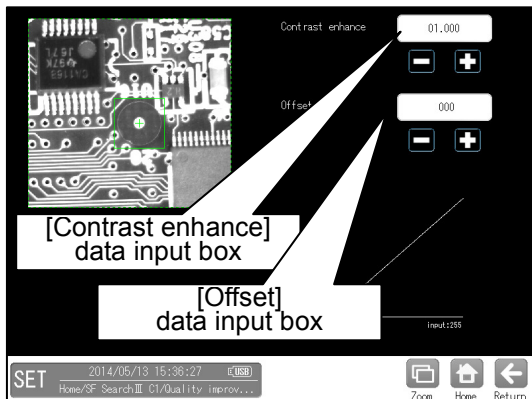 Contrast enhance
01.000
Offset
000
[Contrast enhance]
data input box
[Offset]
data input box
input:255
SET
2014/05/13 15:36:27
USB
Home/SF SearchⅢ C1/Quality improv...
Zoom
Home
Return